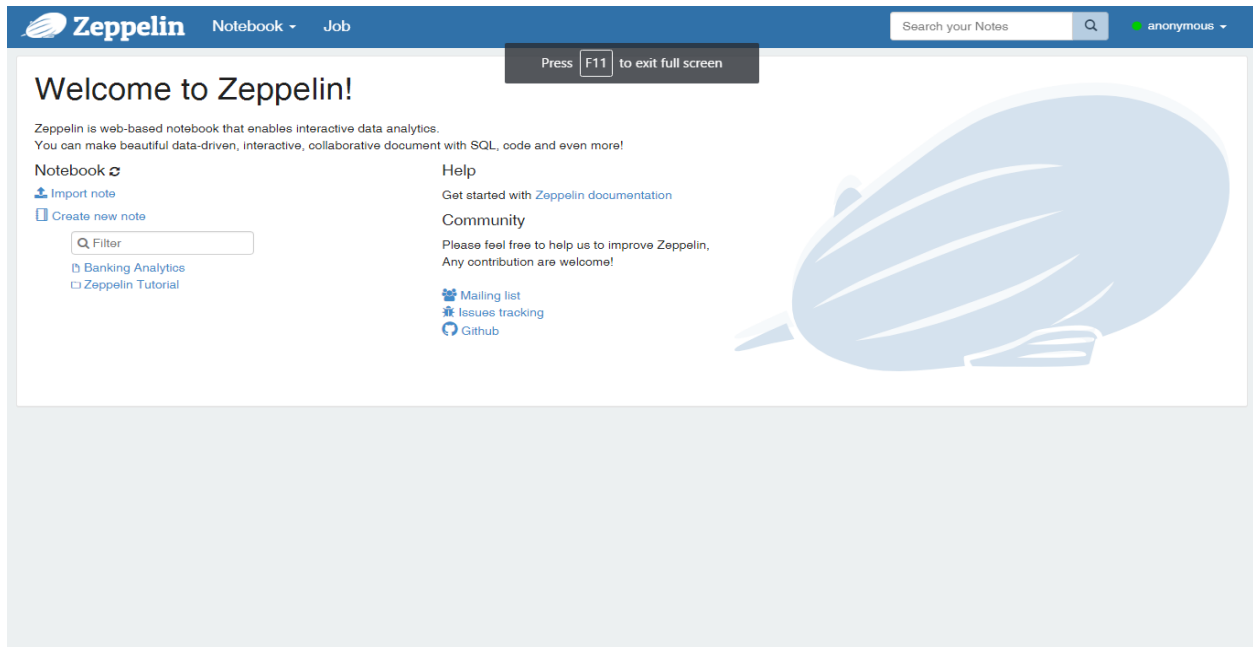 Zeppelin
Notebook
Job
Search your Notes
anonymous
Press F11 to exit full screen
Welcome to Zeppelin!
Zeppelin is web-based notebook that enables interactive data analytics.
You can make beautiful data-driven, interactive, collaborative document with SQL, code and even more!
Notebook
Import note
Create new note
Filter
Banking Analytics
Zeppelin Tutorial
Help
Get started with Zeppelin documentation
Community
Please feel free to help us to improve Zeppelin,
Any contribution are welcome!
Mailing list
Issues tracking
Github